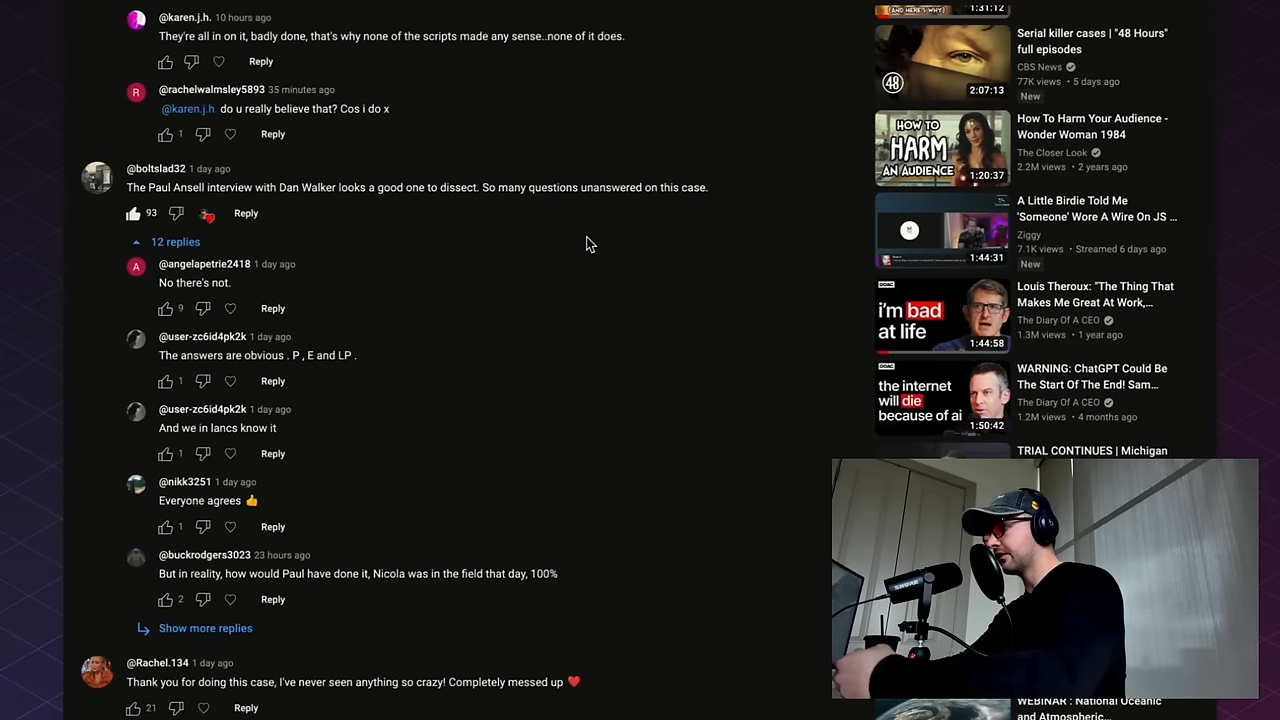 @karen.j.h. 10 hours ago
They're all in on it, badly done, that's why none of the scripts made any sense..none of it does.
Reply
@rachelwalmsley5893 35 minutes ago
@karen.j.h. do u really believe that? Cos i do x
1 Reply
@boltslad32 1 day ago
The Paul Ansell interview with Dan Walker looks a good one to dissect. So many questions unanswered on this case.
93 Reply
12 replies
A
@angelapetrie2418 1 day ago
No there's not.
9 Reply
@user-zc6id4pk2k 1 day ago
The answers are obvious . P , E and LP .
1 Reply
@user-zc6id4pk2k 1 day ago
And we in lancs know it
1 Reply
@nikk3251 1 day ago
Everyone agrees 👍
1 Reply
@buckrodgers3023 23 hours ago
But in reality, how would Paul have done it, Nicola was in the field that day, 100%
2 Reply
Show more replies
@Rachel.134 1 day ago
Thank you for doing this case, I've never seen anything so crazy! Completely messed up ❤️
21 Reply
R
(AND HERE'S WHY)
1:31:12
Serial killer cases | "48 Hours"
full episodes
CBS News
77K views • 5 days ago
New
48
2:07:13
How To Harm Your Audience -
Wonder Woman 1984
The Closer Look
2.2M views • 2 years ago
HOW TO
HARM
AN AUDIENCE
1:20:37
A Little Birdie Told Me
'Someone' Wore A Wire On JS ...
Ziggy
7.1K views • Streamed 6 days ago
New
1:44:31
Louis Theroux: "The Thing That
Makes Me Great At Work,...
The Diary Of A CEO
1.3M views • 1 year ago
DOAC
i'm bad
at life
1:44:58
WARNING: ChatGPT Could Be
The Start Of The End! Sam...
The Diary Of A CEO
1.2M views • 4 months ago
DOAC
the internet
will die
because of ai
1:50:42
TRIAL CONTINUES | Michigan
SHURE
WEBINAR : National Oceanic
and Atmospheric...